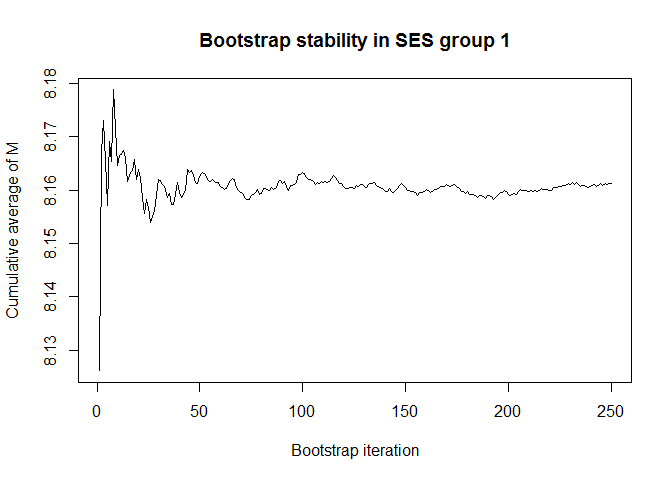 Bootstrap stability in SES group 1
Cumulative average of M
8.18
8.17
8.16
8.15
8.14
8.13
0 50 100 150 200 250
Bootstrap iteration